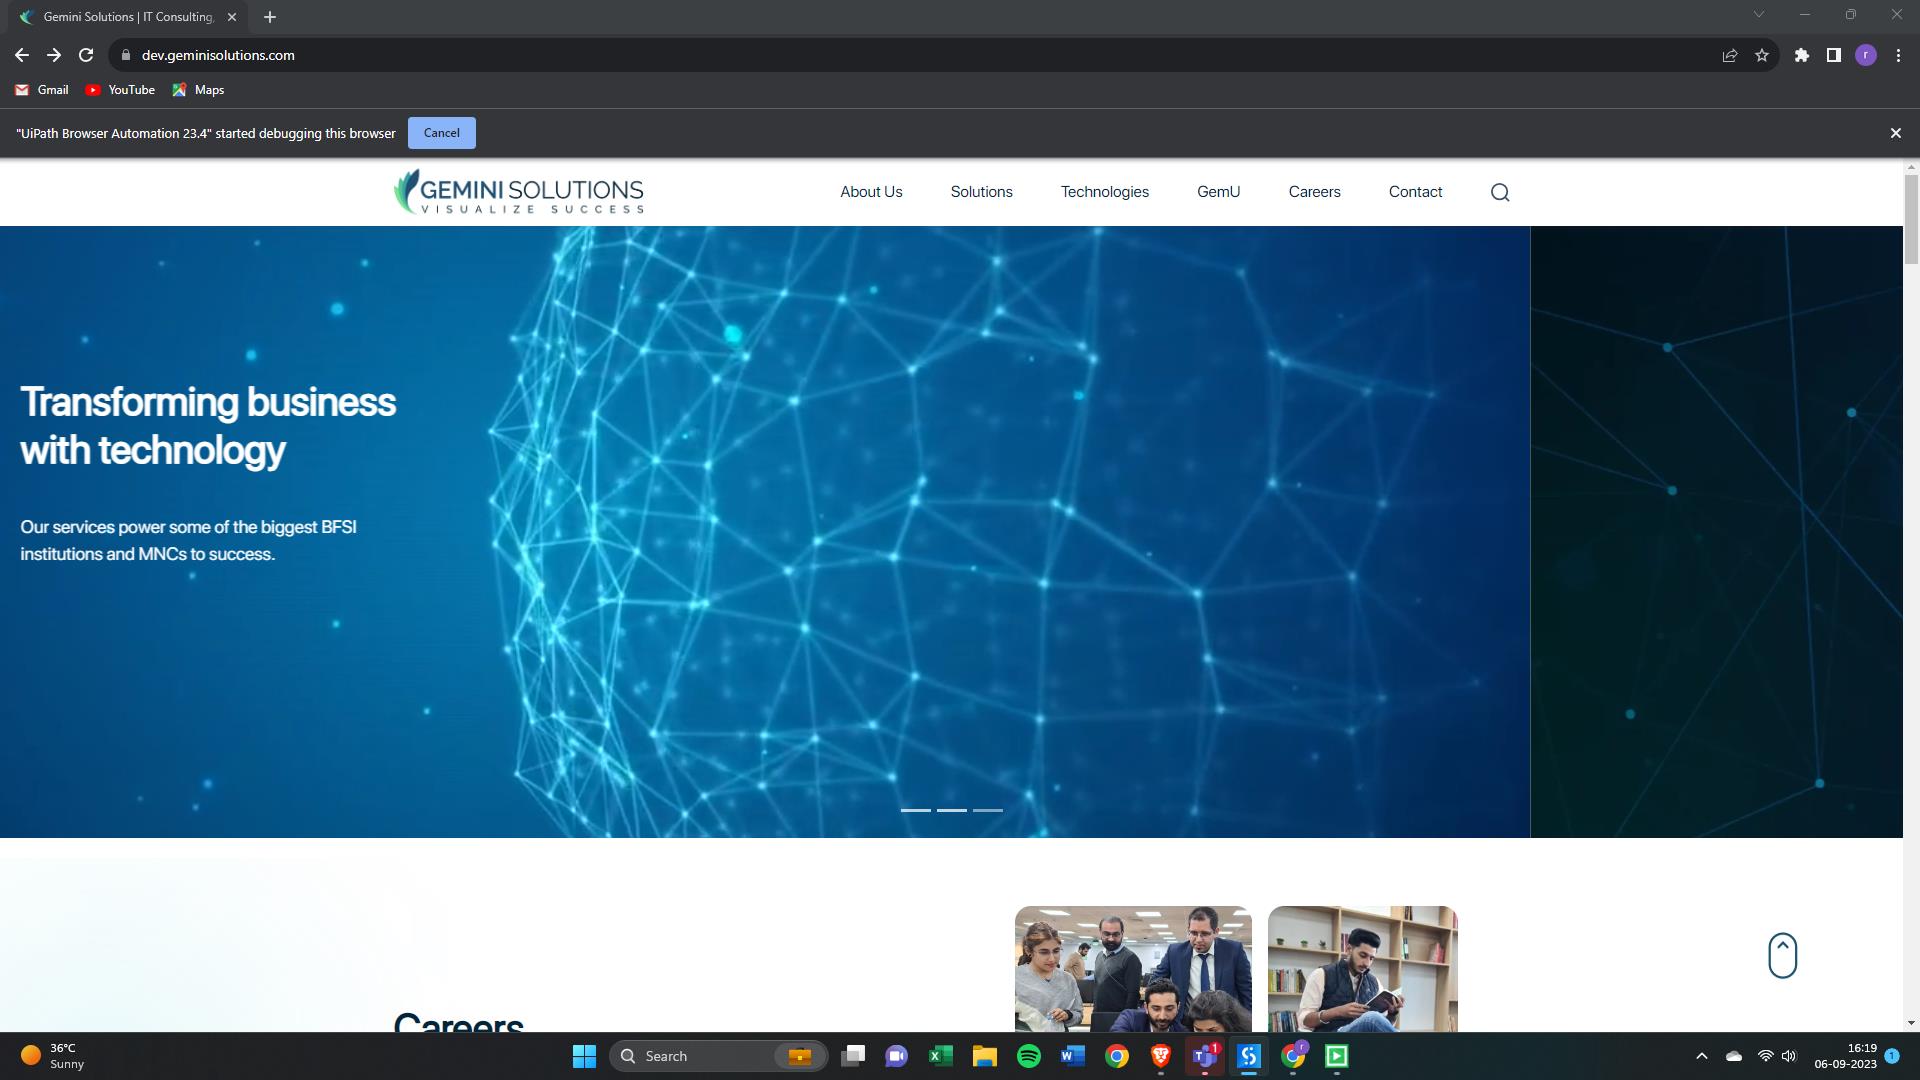 Gemini Solutions | IT Consulting,
dev.geminisolutions.com
r
Gmail
YouTube
Maps
"UiPath Browser Automation 23.4" started debugging this browser
Cancel
GEMINI SOLUTIONS
VISUALIZE SUCCESS
About Us
Solutions
Technologies
GemU
Careers
Contact
Transforming business
with technology
Our services power some of the biggest BFSI
institutions and MNCs to success.
Careers
36°C
Sunny
Search
1
r
16:19
06-09-2023
1